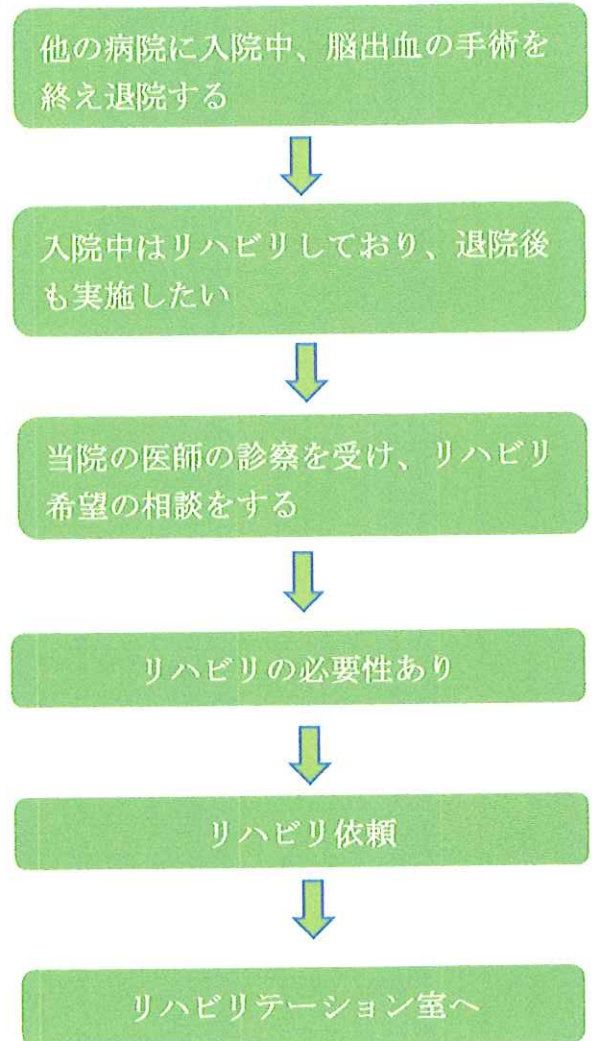 他の病院に入院中、脳出血の手術を
終え退院する
入院中はリハビリしており、退院後
も実施したい
当院の医師の診察を受け、リハビリ
希望の相談をする
リハビリの必要性あり
リハビリ依頼
リハビリテーション室へ